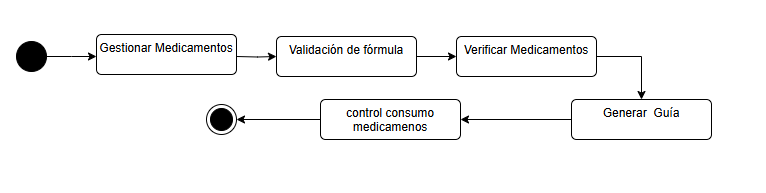 Gestionar Medicamentos
Validación de fórmula
Verificar Medicamentos
Generar Guía
control consumo
medicamenos